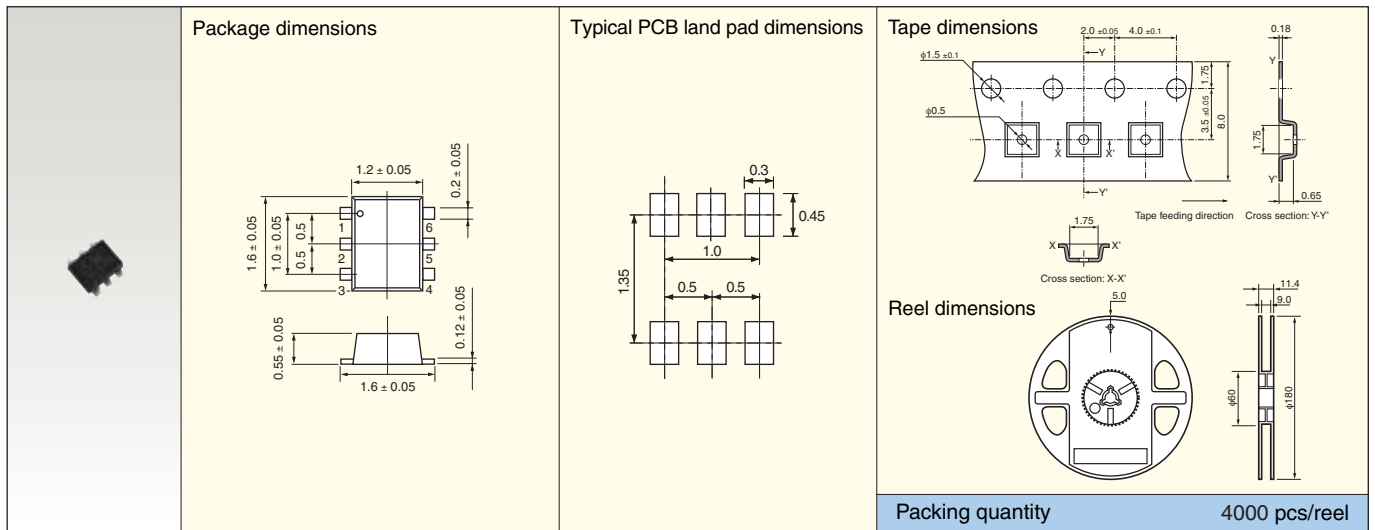 Package dimensions
1.2 ± 0.05
0.2 ± 0.05
1.6 ± 0.05
1.0 ± 0.05
0.5
0.5
1
2
3
6
5
4
0.55 ± 0.05
0.12 ± 0.05
1.6 ± 0.05
Typical PCB land pad dimensions
0.3
0.45
1.0
1.35
0.5
0.5
Tape dimensions
2.0 ±0.05
4.0 ±0.1
φ1.5 ±0.1
φ0.5
Y
1.75
3.5 ±0.05
8.0
X
X'
Y'
Tape feeding direction
0.18
Y
1.75
Y'
0.65
Cross section: Y-Y'
1.75
X
X'
Cross section: X-X'
Reel dimensions
5.0
11.4
9.0
φ60
φ180
Packing quantity 4000 pcs/reel